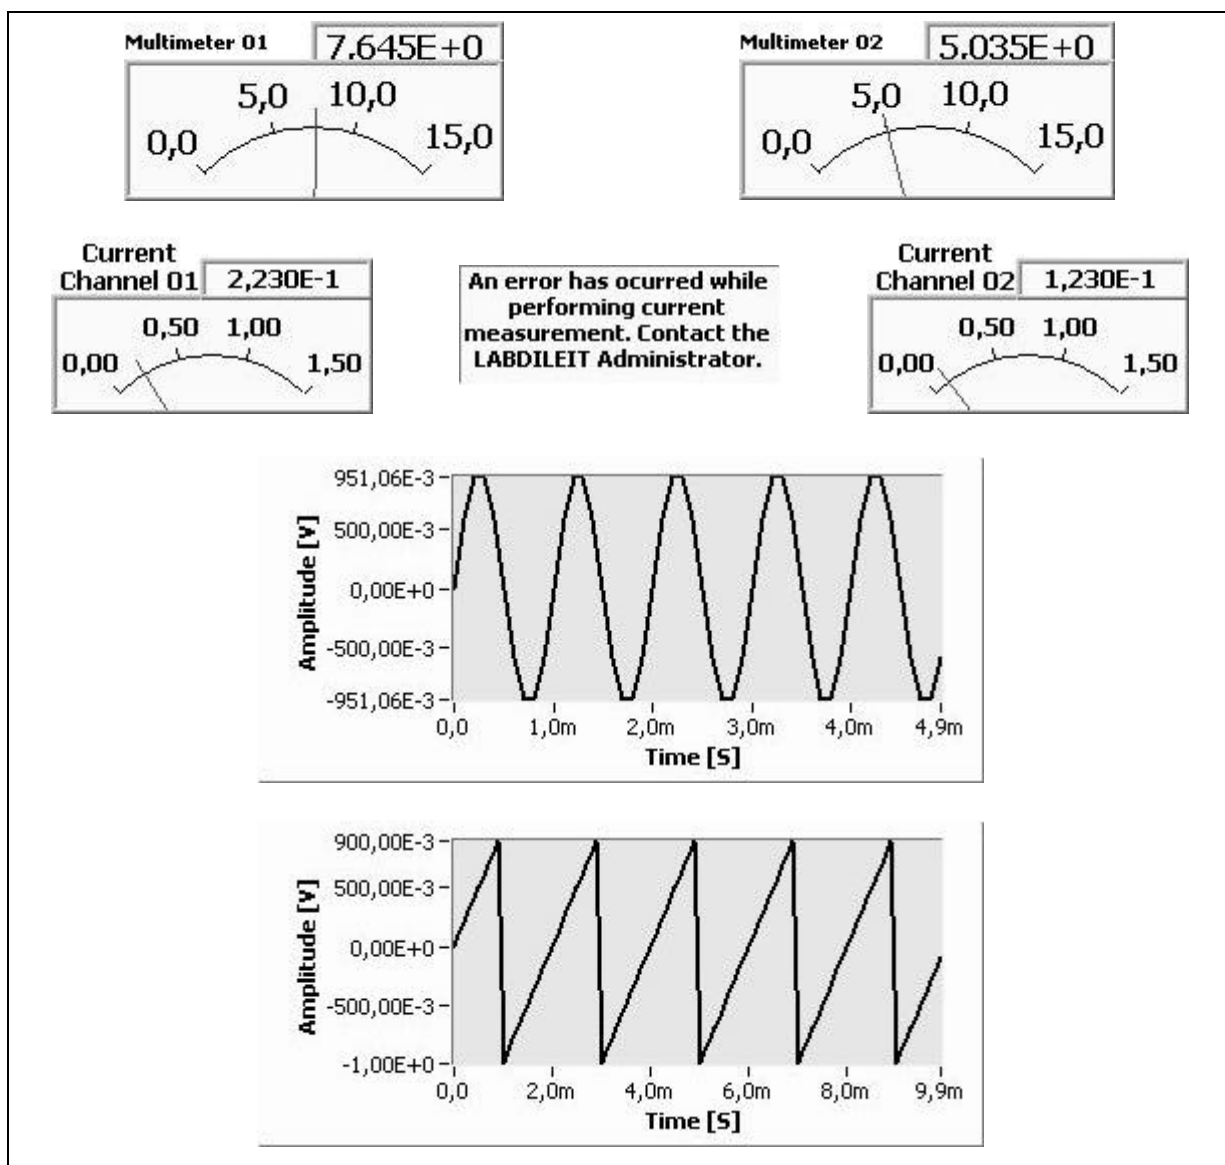 Multimeter 01
7.645E+0
0,0
5,0
10,0
15,0
Multimeter 02
5.035E+0
0,0
5,0
10,0
15,0
Current
Channel 01
2,230E-1
0,00
0,50
1,00
1,50
An error has ocurred while
performing current
measurement. Contact the
LABDILEIT Administrator.
Current
Channel 02
1,230E-1
0,00
0,50
1,00
1,50
Amplitude [V]
951,06E-3
500,00E-3
0,00E+0
-500,00E-3
-951,06E-3
0,0
1,0m
2,0m
3,0m
4,0m
4,9m
Time [S]
Amplitude [V]
900,00E-3
500,00E-3
0,00E+0
-500,00E-3
-1,00E+0
0,0
2,0m
4,0m
6,0m
8,0m
9,9m
Time [S]